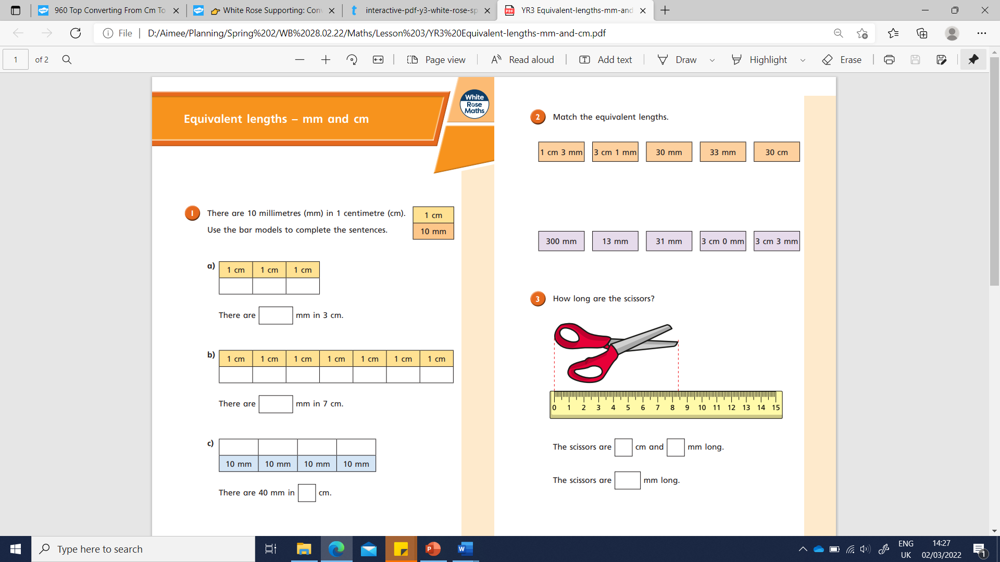 960 Top Converting From Cm To
White Rose Supporting: Con
interactive-pdf-y3-white-rose-sp
YR3 Equivalent-lengths-mm-and
File
D:/Aimee/Planning/Spring%202/WB%2028.02.22/Maths/Lesson%203/YR3%20Equivalent-lengths-mm-and-cm.pdf
1 of 2
Page view
Read aloud
Add text
Draw
Highlight
Erase
Equivalent lengths – mm and cm
White
Rose
Maths
1 There are 10 millimetres (mm) in 1 centimetre (cm).
Use the bar models to complete the sentences.
1 cm
10 mm
a) 1 cm 1 cm 1 cm
There are mm in 3 cm.
b) 1 cm 1 cm 1 cm 1 cm 1 cm 1 cm 1 cm
There are mm in 7 cm.
c)
10 mm 10 mm 10 mm 10 mm
There are 40 mm in cm.
2 Match the equivalent lengths.
1 cm 3 mm 3 cm 1 mm 30 mm 33 mm 30 cm
300 mm 13 mm 31 mm 3 cm 0 mm 3 cm 3 mm
3 How long are the scissors?
0 1 2 3 4 5 6 7 8 9 10 11 12 13 14 15
The scissors are cm and mm long.
The scissors are mm long.
Type here to search
ENG
UK
14:27
02/03/2022
1